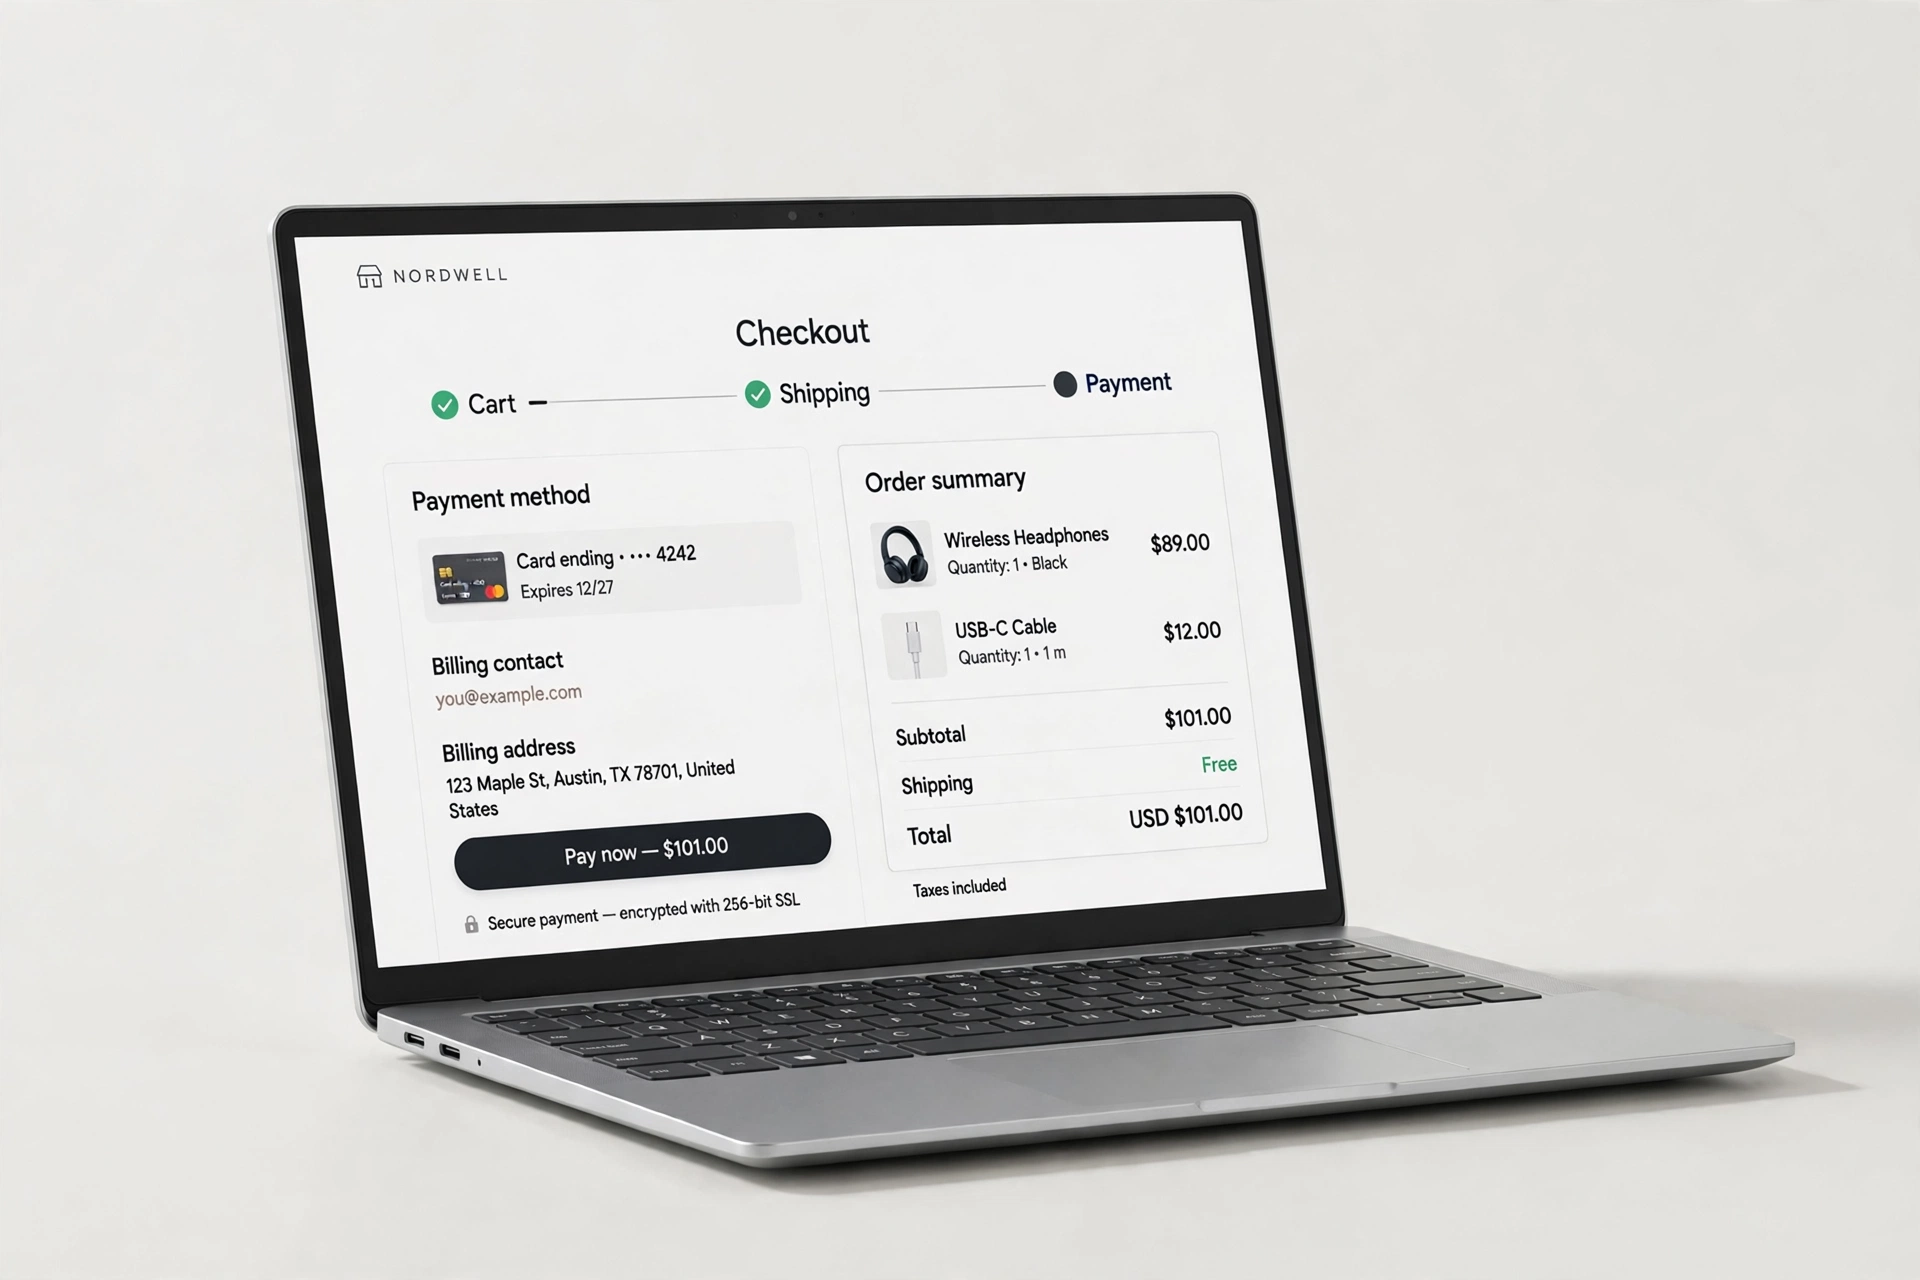 NORDWELL
Checkout
Cart
Shipping
Payment
Payment method
Card ending • ••• 4242
Expires 12/27
Billing contact
you@example.com
Billing address
123 Maple St, Austin, TX 78701, United
States
Pay now — $101.00
Secure payment — encrypted with 256-bit SSL
Order summary
Wireless Headphones
$89.00
Quantity: 1 • Black
USB-C Cable
$12.00
Quantity: 1 • 1 m
Subtotal
$101.00
Shipping
Free
Total
USD $101.00
Taxes included